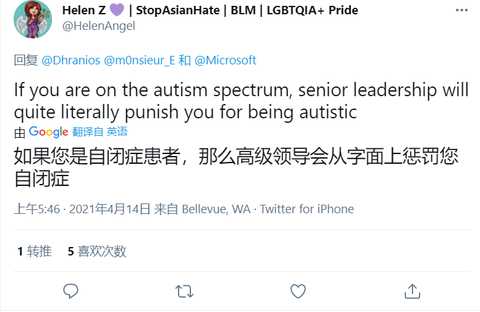 Helen Z 💜 | StopAsianHate | BLM | LGBTQIA+ Pride
@HelenAngel
回复 @Dhranios @m0nsieur_E 和 @Microsoft
If you are on the autism spectrum, senior leadership will
quite literally punish you for being autistic
由 Google 翻译自 英语
如果您是自闭症患者，那么高级领导会从字面上惩罚您
自闭症
上午5:46 · 2021年4月14日 来自 Bellevue, WA · Twitter for iPhone
1 转推 5 喜欢次数